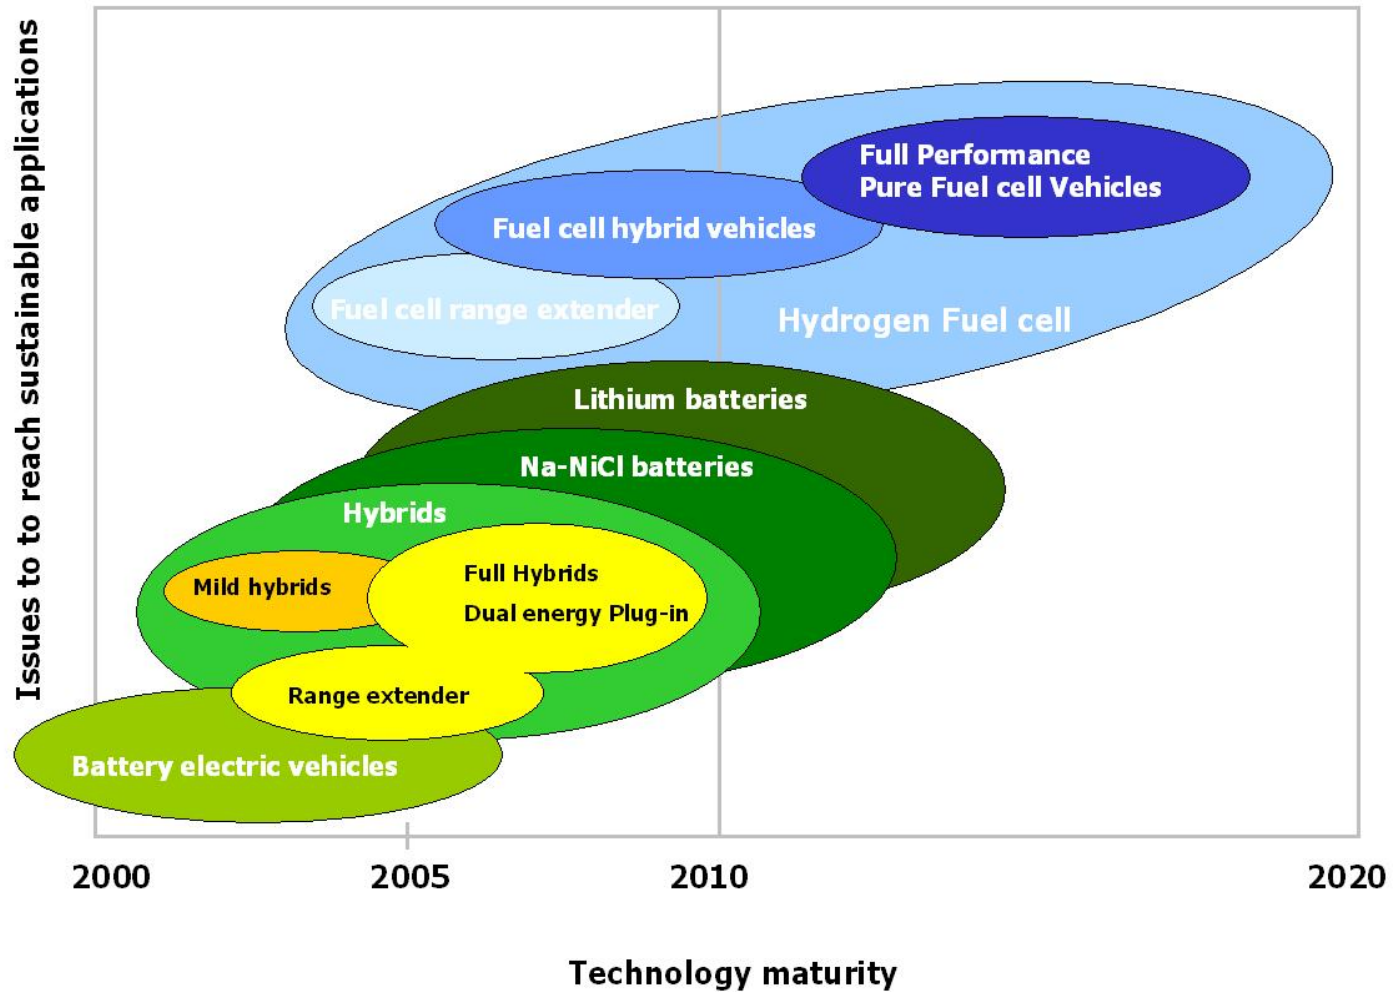 Issues to to reach sustainable applications
Full Performance
Pure Fuel cell Vehicles
Fuel cell hybrid vehicles
Fuel cell range extender
Hydrogen Fuel cell
Lithium batteries
Na-NiCl batteries
Hybrids
Mild hybrids
Full Hybrids
Dual energy Plug-in
Range extender
Battery electric vehicles
2000
2005
2010
2020
Technology maturity